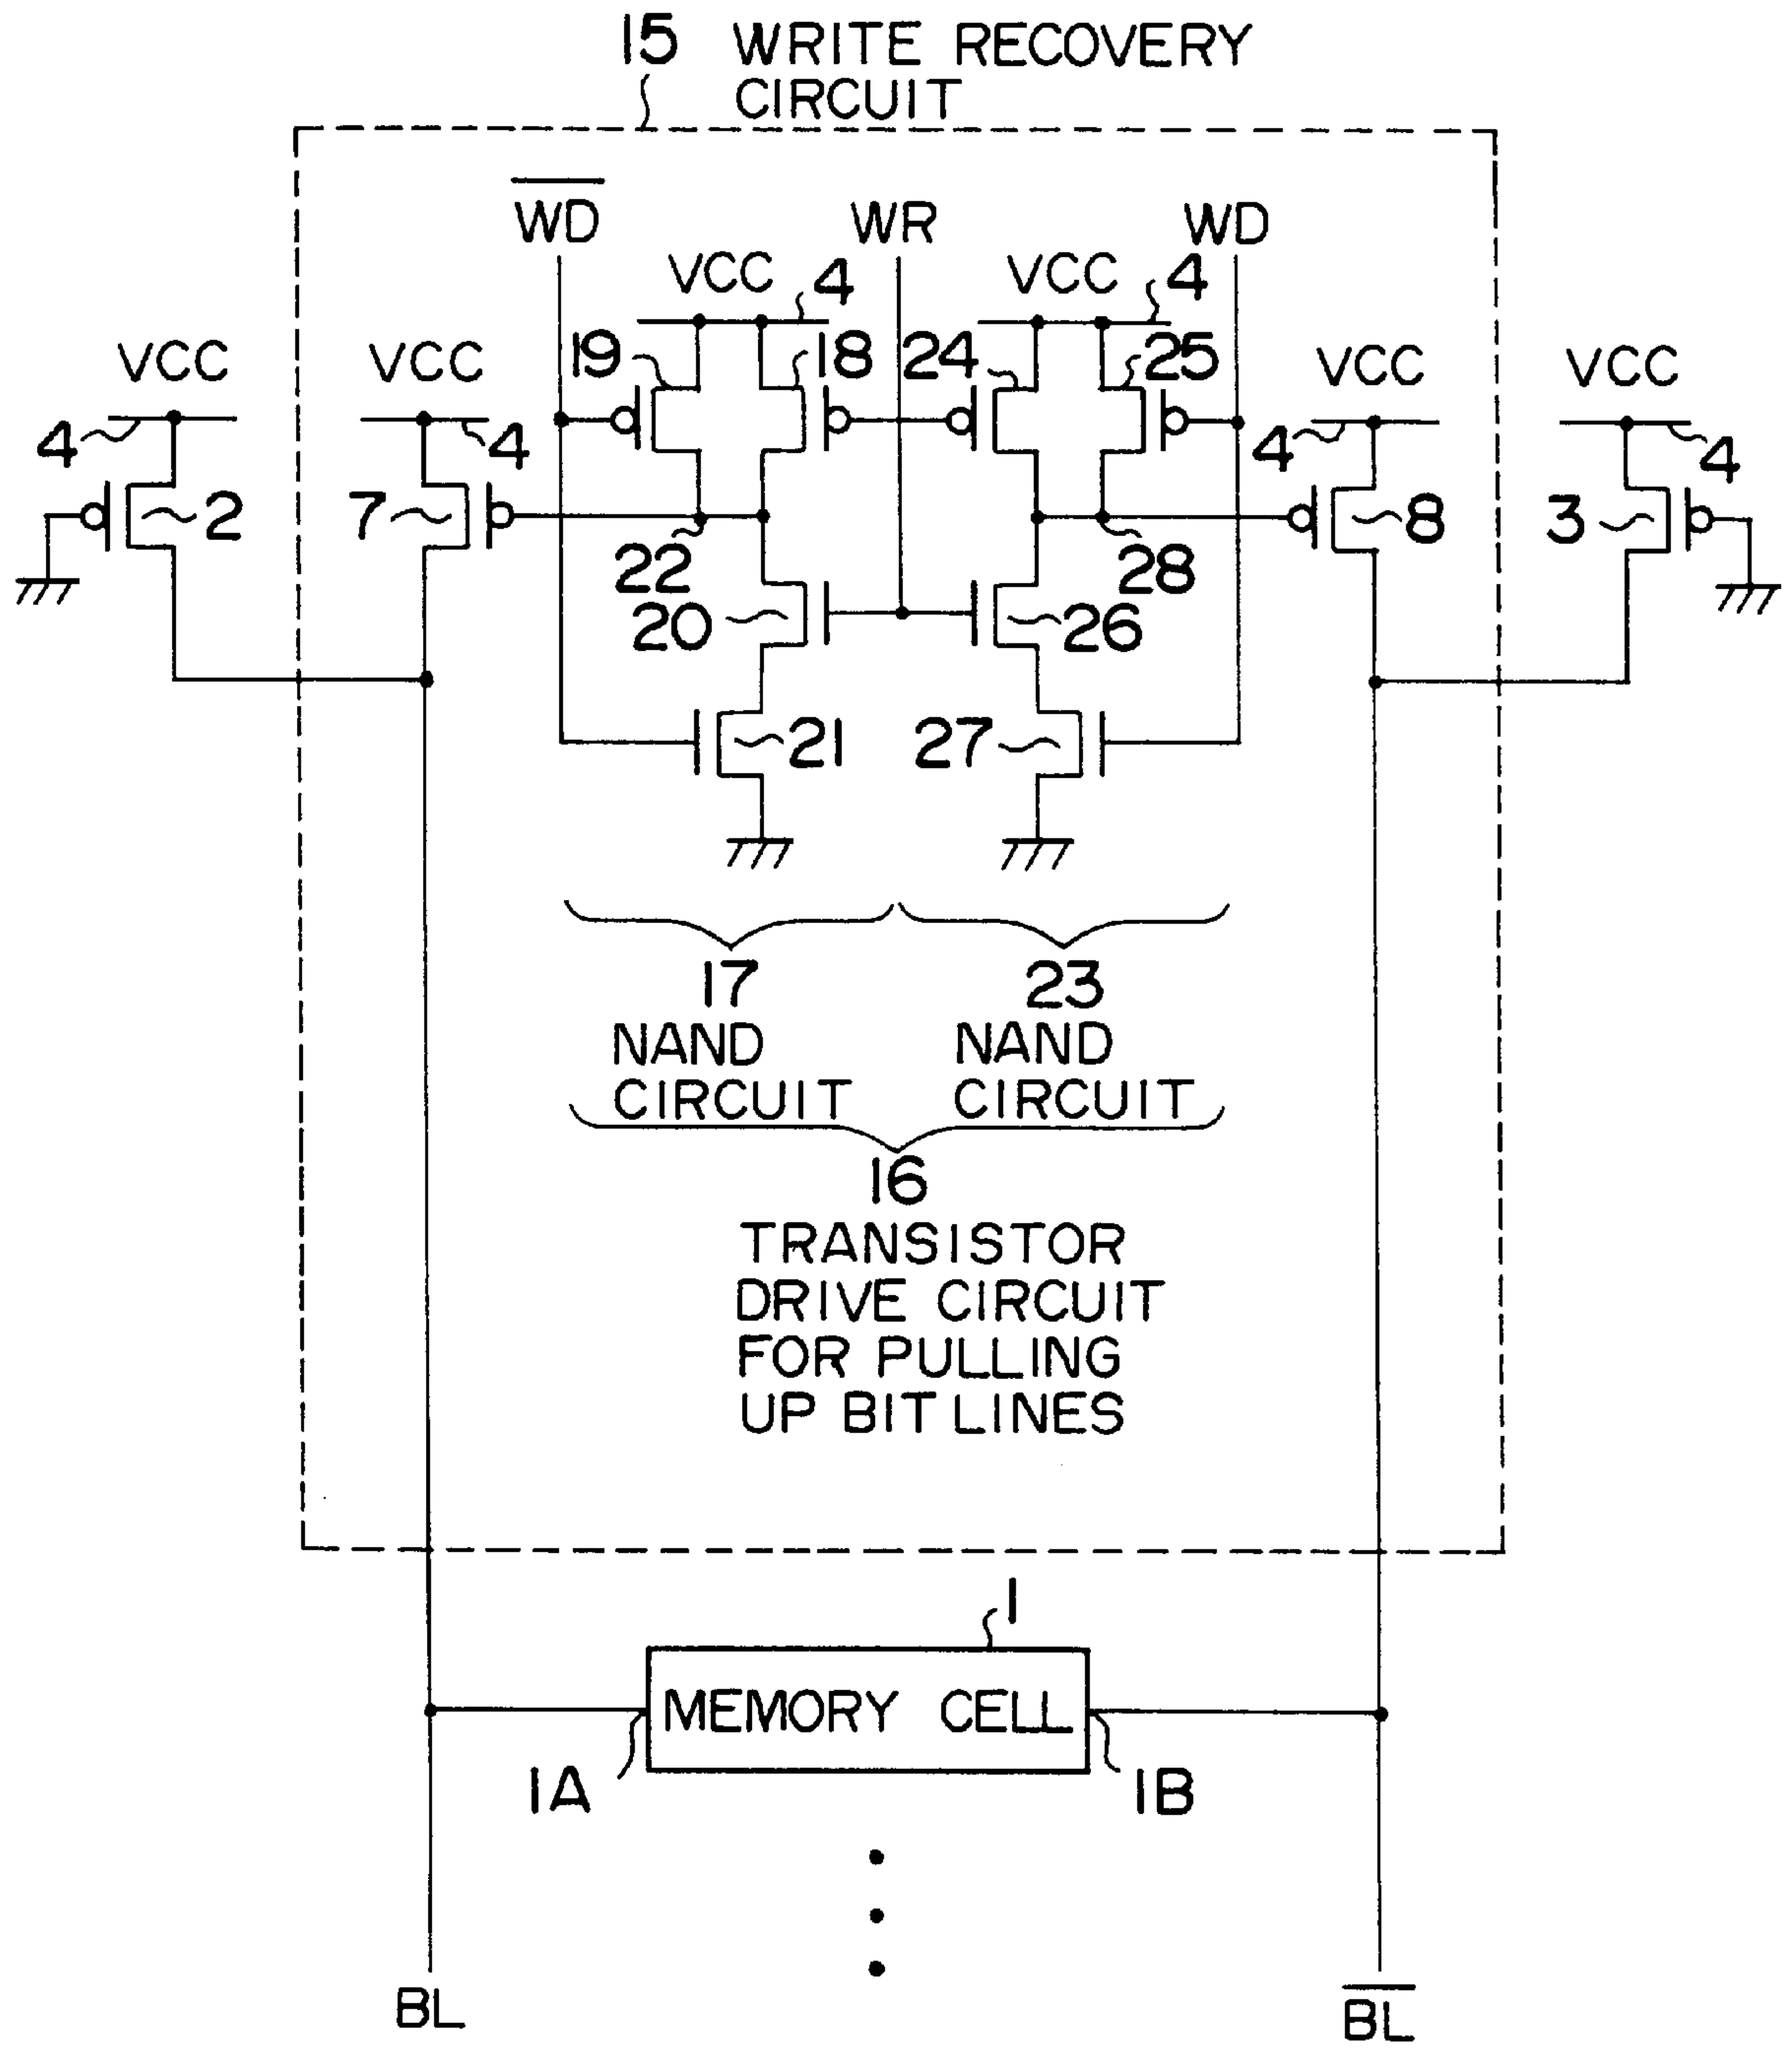 15 WRITE RECOVERY
CIRCUIT
W̅D̅ WR WD
VCC 4 VCC 4
19 18 24 25
VCC VCC VCC VCC
4 4 4 4
2 7 8 3
22 28
20 26
21 27
17 23
NAND NAND
CIRCUIT CIRCUIT
16
TRANSISTOR
DRIVE CIRCUIT
FOR PULLING
UP BIT LINES
1
MEMORY CELL
1A 1B
BL B̅L̅